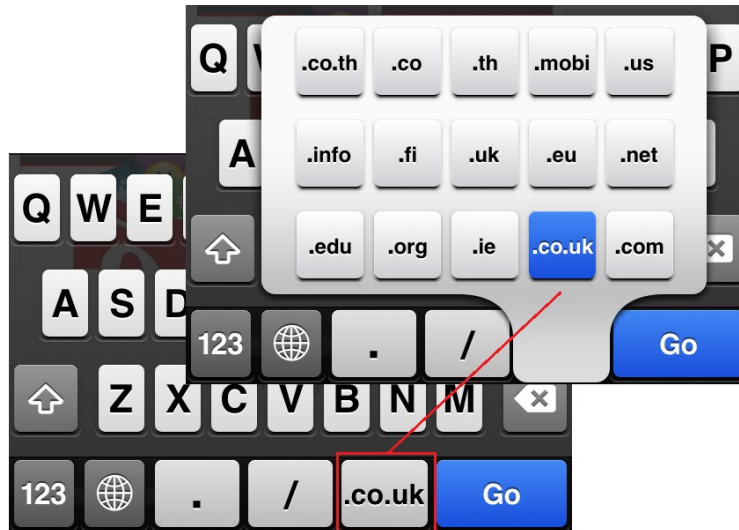 Q P
.co.th .co .th .mobi .us
A
.info .fi .uk .eu .net
.edu .org .ie .co.uk .com
123 . / Go
Q W E
A S D
Z X C V B N M
123 . / .co.uk Go